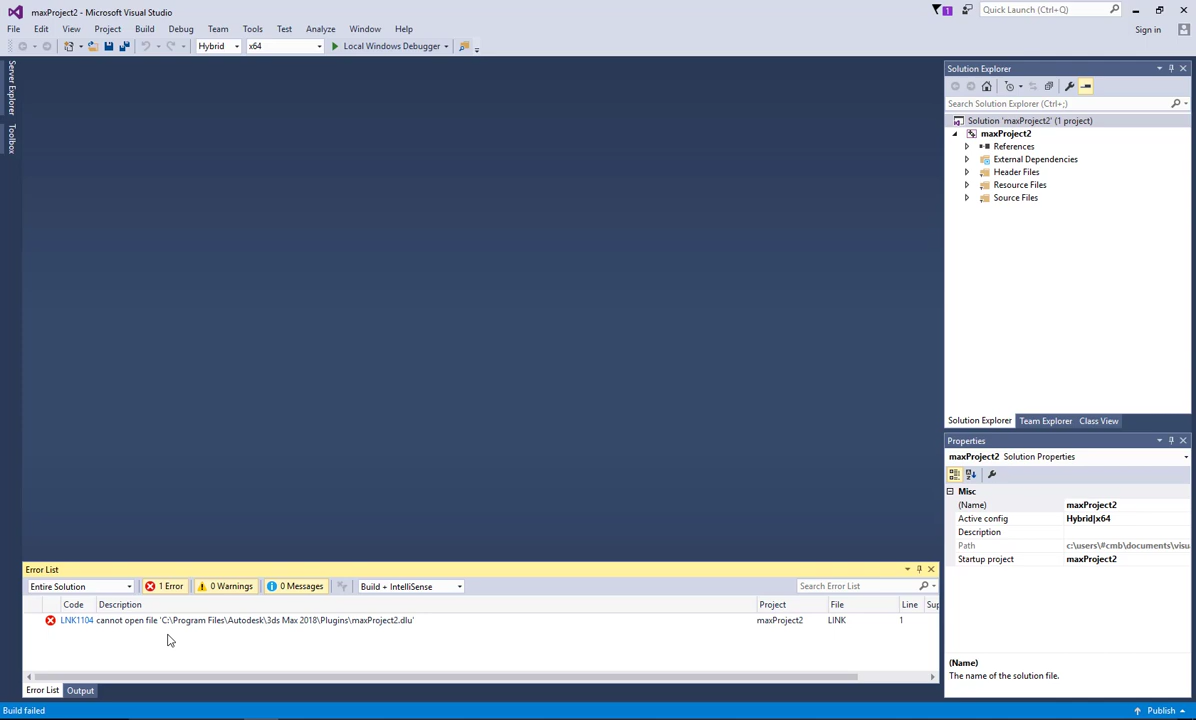 maxProject2 - Microsoft Visual Studio
1
Quick Launch (Ctrl+Q)
File Edit View Project Build Debug Team Tools Test Analyze Window Help
Sign in
Hybrid x64 Local Windows Debugger
Server Explorer
Toolbox
Solution Explorer
Search Solution Explorer (Ctrl+;)
Solution 'maxProject2' (1 project)
maxProject2
References
External Dependencies
Header Files
Resource Files
Source Files
Solution Explorer Team Explorer Class View
Properties
maxProject2 Solution Properties
Misc
(Name) maxProject2
Active config Hybrid|x64
Description
Path c:\users\#cmb\documents\visu
Startup project maxProject2
(Name)
The name of the solution file.
Error List
Entire Solution 1 Error 0 Warnings 0 Messages Build + IntelliSense Search Error List
Code Description Project File Line Sup
LNK1104 cannot open file 'C:\Program Files\Autodesk\3ds Max 2018\Plugins\maxProject2.dlu' maxProject2 LINK 1
Error List Output
Build failed
Publish